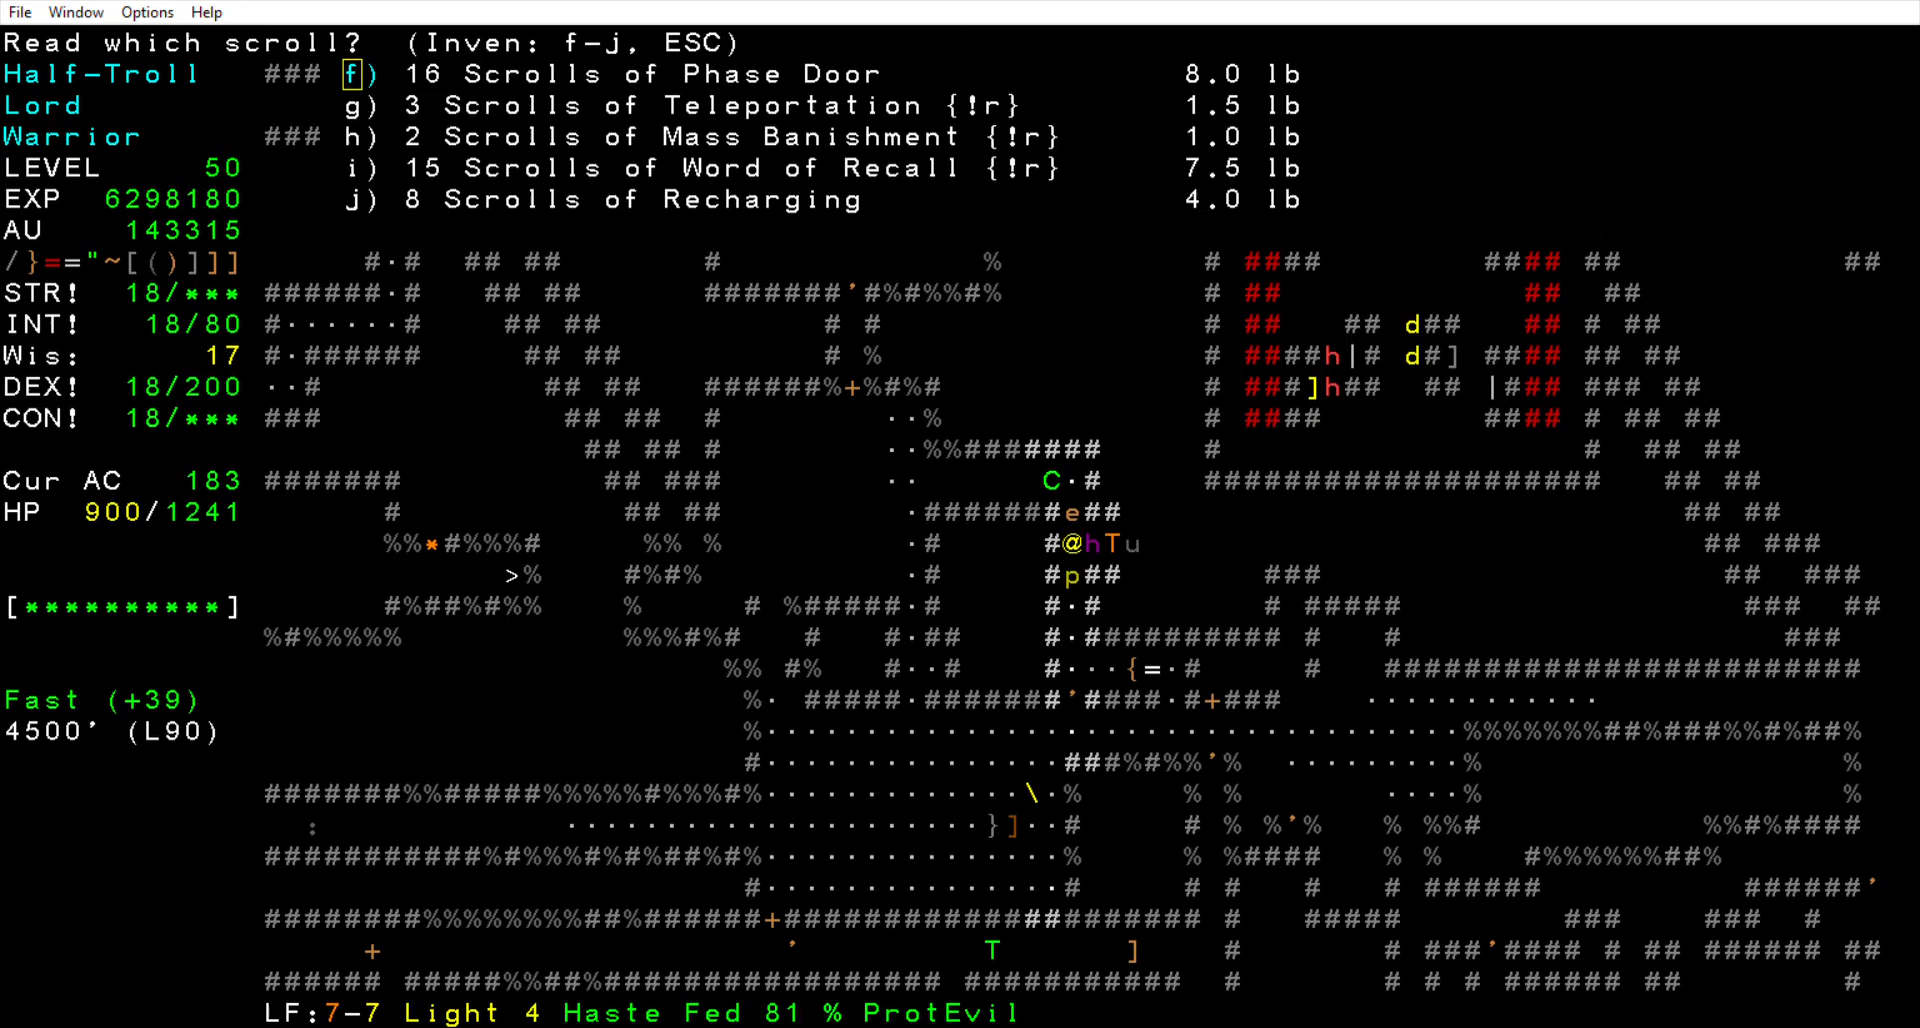 File Window Options Help
Read which scroll? (Inven: f-j, ESC)
Half-Troll ### f) 16 Scrolls of Phase Door 8.0 lb
Lord g) 3 Scrolls of Teleportation {!r} 1.5 lb
Warrior ### h) 2 Scrolls of Mass Banishment {!r} 1.0 lb
LEVEL 50 i) 15 Scrolls of Word of Recall {!r} 7.5 lb
EXP 6298180 j) 8 Scrolls of Recharging 4.0 lb
AU 143315
/}==“~[()]]]
STR! 18/***
INT! 18/80
Wis: 17
DEX! 18/200
CON! 18/***
Cur AC 183
HP 900/1241
[**********]
Fast (+39)
4500' (L90)
LF:7-7 Light 4 Haste Fed 81 % ProtEvil